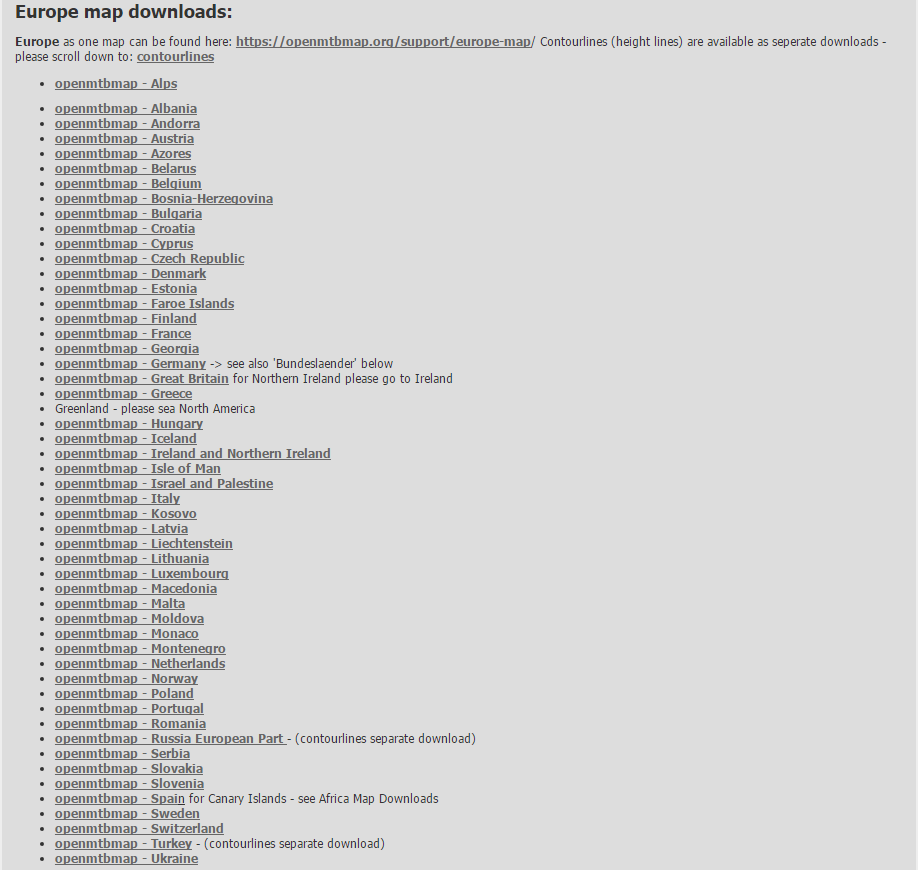 Europe map downloads:
Europe as one map can be found here: https://openmtbmap.org/support/europe-map/ Contourlines (height lines) are available as seperate downloads -
please scroll down to: contourlines
openmtbmap - Alps
openmtbmap - Albania
openmtbmap - Andorra
openmtbmap - Austria
openmtbmap - Azores
openmtbmap - Belarus
openmtbmap - Belgium
openmtbmap - Bosnia-Herzegovina
openmtbmap - Bulgaria
openmtbmap - Croatia
openmtbmap - Cyprus
openmtbmap - Czech Republic
openmtbmap - Denmark
openmtbmap - Estonia
openmtbmap - Faroe Islands
openmtbmap - Finland
openmtbmap - France
openmtbmap - Georgia
openmtbmap - Germany -> see also 'Bundeslaender' below
openmtbmap - Great Britain for Northern Ireland please go to Ireland
openmtbmap - Greece
Greenland - please sea North America
openmtbmap - Hungary
openmtbmap - Iceland
openmtbmap - Ireland and Northern Ireland
openmtbmap - Isle of Man
openmtbmap - Israel and Palestine
openmtbmap - Italy
openmtbmap - Kosovo
openmtbmap - Latvia
openmtbmap - Liechtenstein
openmtbmap - Lithuania
openmtbmap - Luxembourg
openmtbmap - Macedonia
openmtbmap - Malta
openmtbmap - Moldova
openmtbmap - Monaco
openmtbmap - Montenegro
openmtbmap - Netherlands
openmtbmap - Norway
openmtbmap - Poland
openmtbmap - Portugal
openmtbmap - Romania
openmtbmap - Russia European Part - (contourlines separate download)
openmtbmap - Serbia
openmtbmap - Slovakia
openmtbmap - Slovenia
openmtbmap - Spain for Canary Islands - see Africa Map Downloads
openmtbmap - Sweden
openmtbmap - Switzerland
openmtbmap - Turkey - (contourlines separate download)
openmtbmap - Ukraine